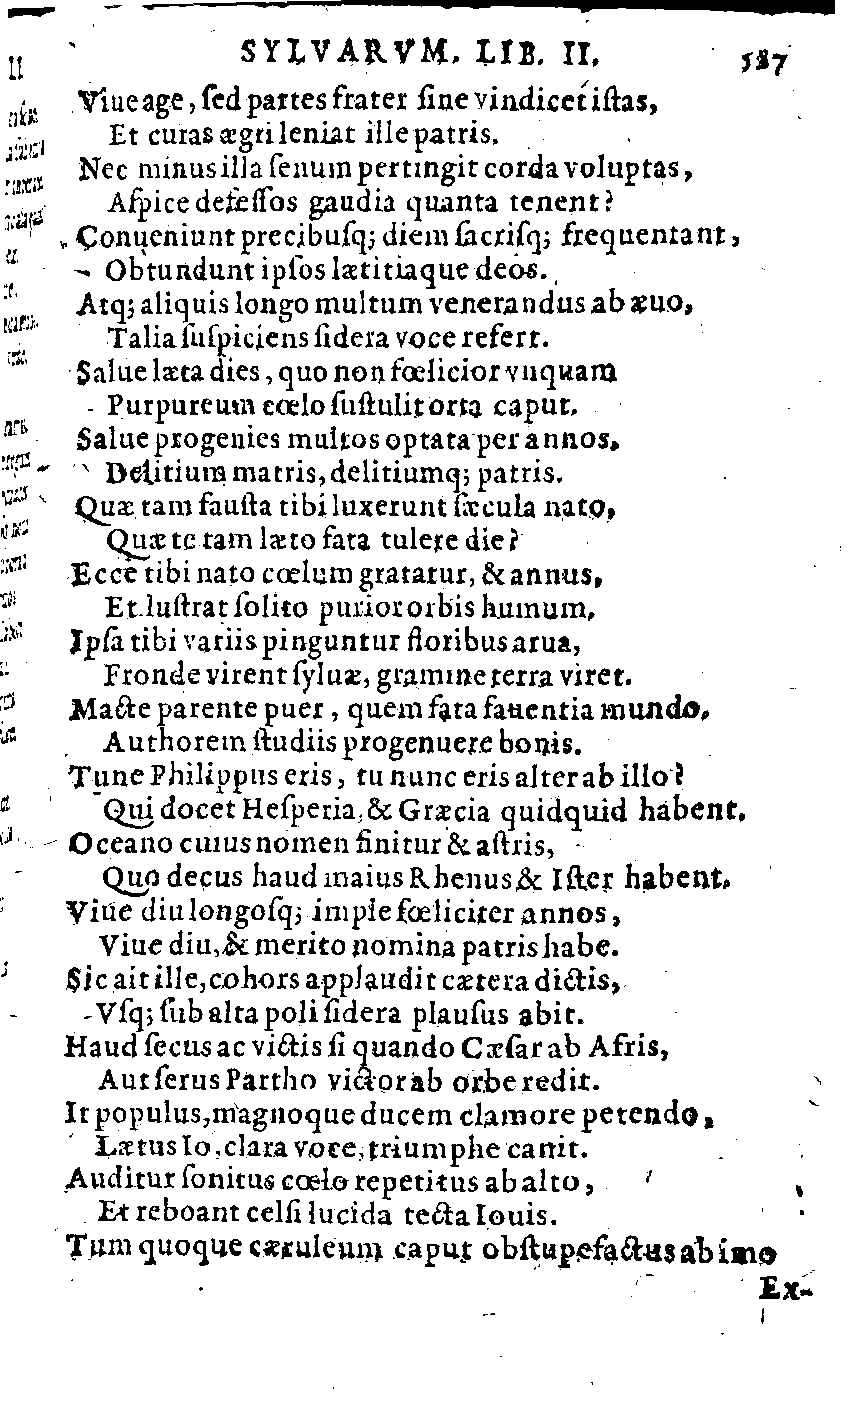 SYLVARVM. LIB. II. 587
Viue age, ſed partes frater ſine vindicet iſtas,
Et curas ægri leniat ille patris.
Nec minus illa ſenum pertingit corda voluptas,
Aſpice defeſſos gaudia quanta tenent?
Conueniunt precibuſq; diem ſacriſq; frequentant,
Obtundunt ipſos lætitiaque deos.
Atq; aliquis longo multum venerandus ab æuo,
Talia ſuſpiciens ſidera voce refert.
Salue læta dies, quo non fœlicior vnquam
Purpureum cœlo ſuſtulit orta caput.
Salue progenies multos optata per annos,
Delitium matris, delitiumq; patris.
Quæ tam fauſta tibi luxerunt ſæcula nato,
Quæ te tam læto fata tulere die?
Ecce tibi nato cœlum gratatur, & annus,
Et luſtrat ſolito purior orbis humum,
Ipſa tibi variis pinguntur floribus arua,
Fronde virent ſyluæ, gramine terra viret.
Macte parente puer, quem fata fauentia mundo,
Authorem ſtudiis progenuere bonis.
Tune Philippus eris, tu nunc eris alter ab illo?
Qui docet Heſperia, & Græcia quidquid habent.
Oceano cuius nomen finitur & aſtris,
Quo decus haud maius Rhenus & Iſter habent.
Viue diu longoſq; imple fœliciter annos,
Viue diu, & merito nomina patris habe.
Sic ait ille, cohors applaudit cætera dictis,
Vſq; ſub alta poli ſidera plauſus abit.
Haud ſecus ac victis ſi quando Cæſar ab Afris,
Aut ſerus Partho victor ab orbe redit.
It populus, magnoque ducem clamore petendo,
Lætus Io, clara voce, triumphe canit.
Auditur ſonitus cœlo repetitus ab alto,
Et reboant celſi lucida tecta Iouis.
Tum quoque cæruleum caput obſtupefactus ab imo
Ex-